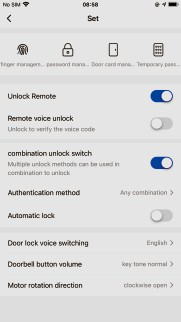 No SIM
08:58
Set
finger managem...
password mana...
Door card mana...
Temporary pass...
Unlock Remote
Remote voice unlock
Unlock to verify the voice code
combination unlock switch
Multiple unlock methods can be used in
combination to unlock
Authentication method
Any combination
Automatic lock
Door lock voice switching
English
Doorbell button volume
key tone normal
Motor rotation direction
clockwise open